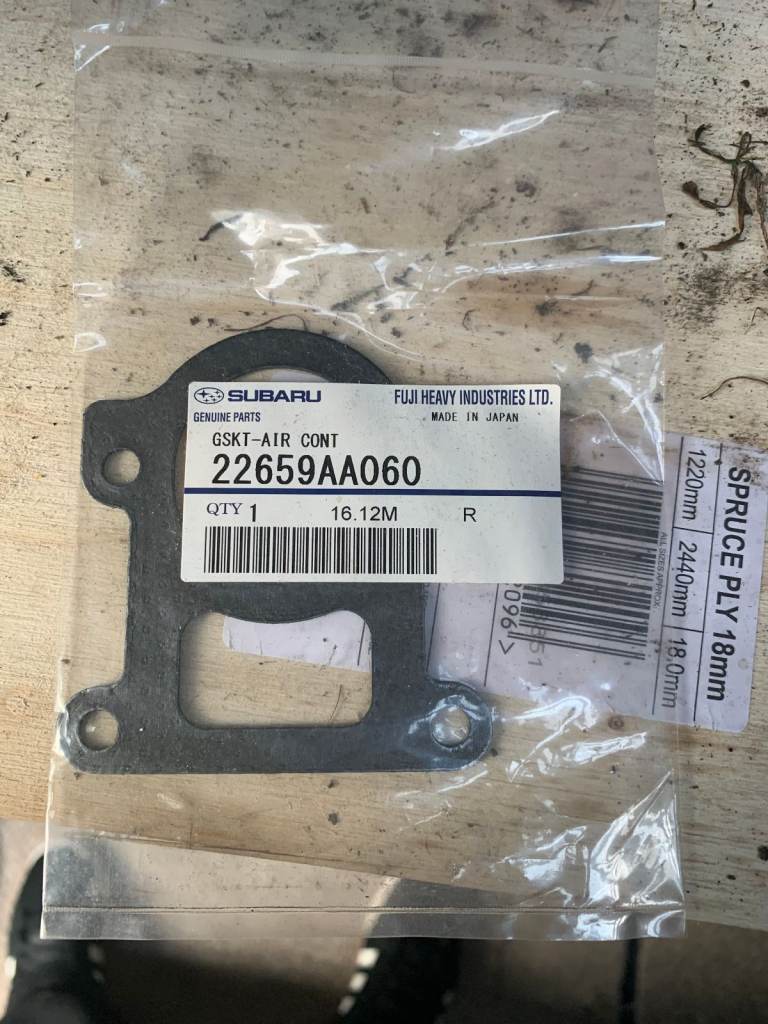 SUBARU
FUJI HEAVY INDUSTRIES LTD.
GENUINE PARTS
MADE IN JAPAN
GSKT-AIR CONT
22659AA060
QTY 1 16.12M R
SPRUCE PLY 18mm
1220mm 2440mm 18.0mm
ALL SIZES APPROX